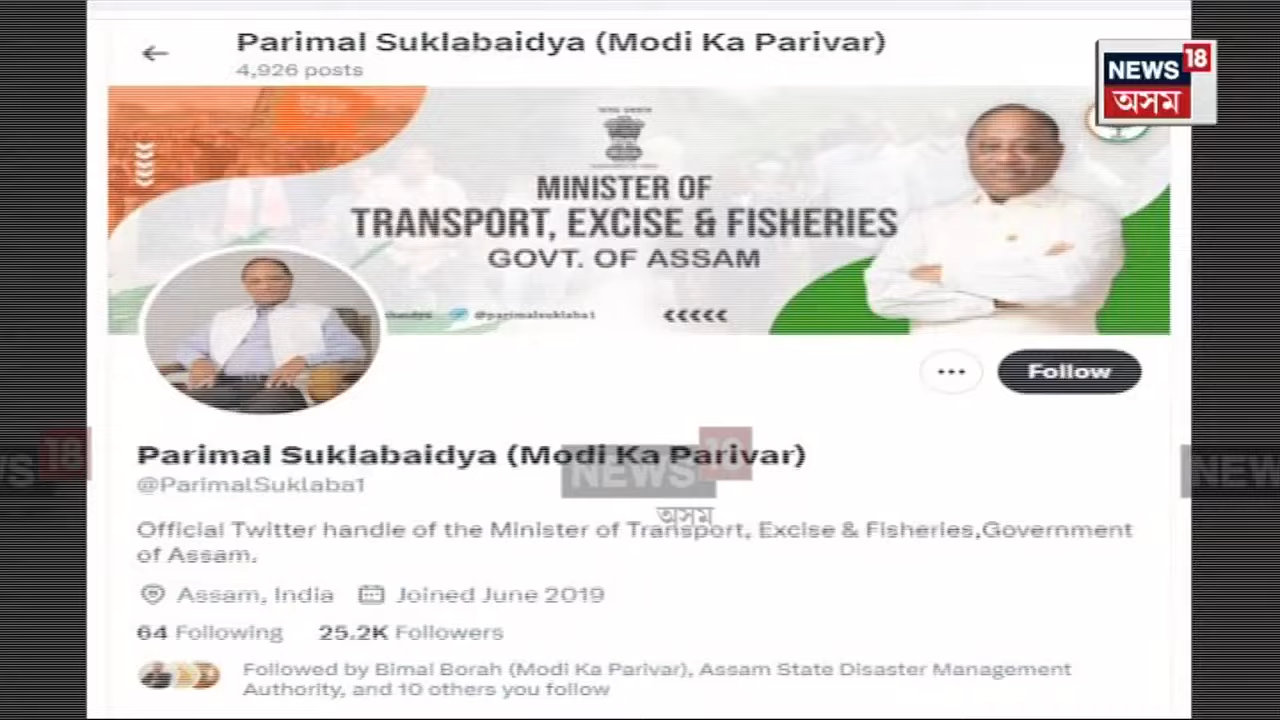 Parimal Suklabaidya (Modi Ka Parivar)
4,926 posts
NEWS 18
অসম
MINISTER OF
TRANSPORT, EXCISE & FISHERIES
GOVT. OF ASSAM
@parimalsuklaba1
Follow
Parimal Suklabaidya (Modi Ka Parivar)
@ParimalSuklaba1
NEWS 18
অসম
Official Twitter handle of the Minister of Transport, Excise & Fisheries,Government
of Assam.
Assam, India Joined June 2019
64 Following 25.2K Followers
Followed by Bimal Borah (Modi Ka Parivar), Assam State Disaster Management
Authority, and 10 others you follow